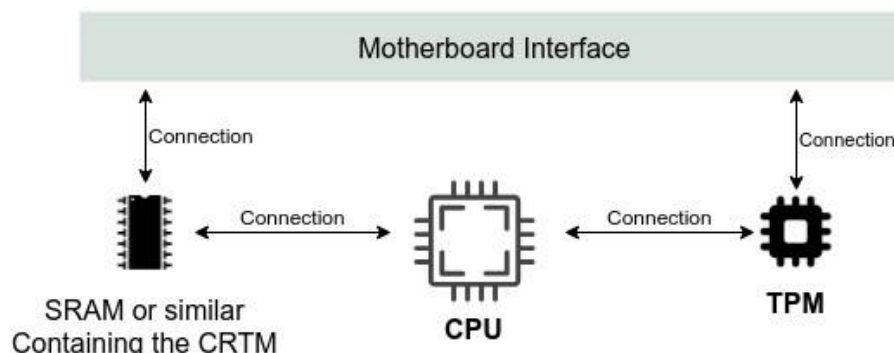 Motherboard Interface
Connection
Connection
Connection
Connection
SRAM or similar
Containing the CRTM
CPU
TPM